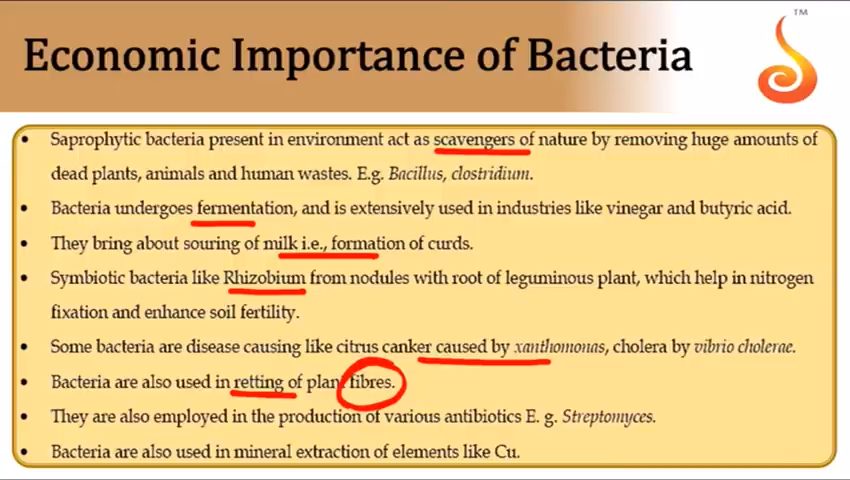 TM
Economic Importance of Bacteria
• Saprophytic bacteria present in environment act as scavengers of nature by removing huge amounts of
dead plants, animals and human wastes. E.g. Bacillus, clostridium.
• Bacteria undergoes fermentation, and is extensively used in industries like vinegar and butyric acid.
• They bring about souring of milk i.e., formation of curds.
• Symbiotic bacteria like Rhizobium from nodules with root of leguminous plant, which help in nitrogen
fixation and enhance soil fertility.
• Some bacteria are disease causing like citrus canker caused by xanthomonas, cholera by vibrio cholerae.
• Bacteria are also used in retting of plant fibres.
• They are also employed in the production of various antibiotics E. g. Streptomyces.
• Bacteria are also used in mineral extraction of elements like Cu.